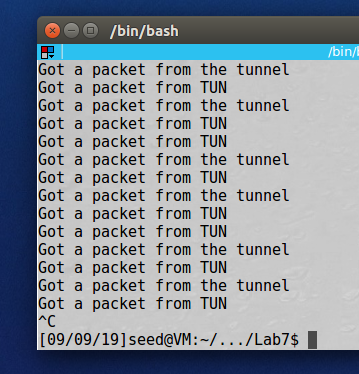 /bin/bash
/bin/b
Got a packet from the tunnel
Got a packet from TUN
Got a packet from the tunnel
Got a packet from TUN
Got a packet from TUN
Got a packet from the tunnel
Got a packet from TUN
Got a packet from the tunnel
Got a packet from TUN
Got a packet from TUN
Got a packet from the tunnel
Got a packet from TUN
Got a packet from the tunnel
Got a packet from TUN
^C
[09/09/19]seed@VM:~/.../Lab7$